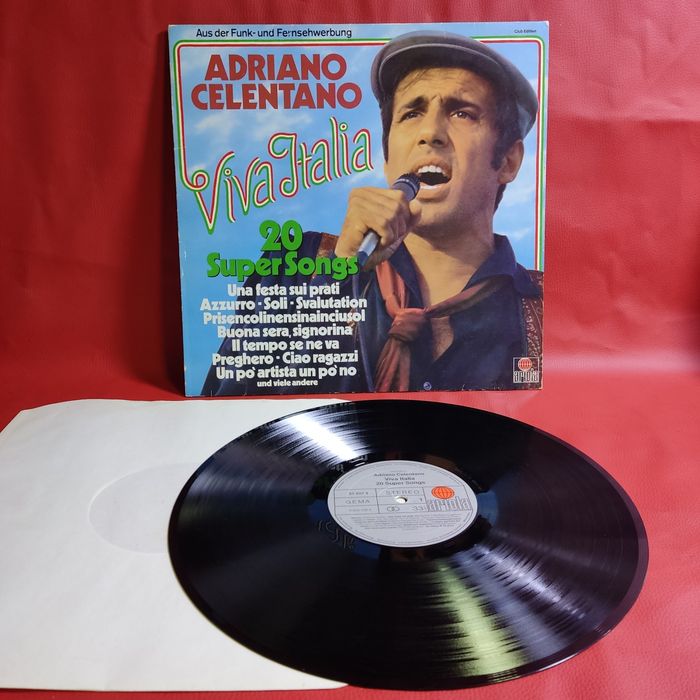 Aus der Funk- und Fernsehwerbung
Club Edition
ADRIANO
CELENTANO
Viva Italia
20
Super Songs
Una festa sui prati
Azzurro · Soli · Svalutation
Prisencolinensinainciusol
Buona sera, signorina
Il tempo se ne va
Preghero · Ciao ragazzi
Un po' artista un po' no
und viele andere
ariola
Adriano Celentano
Viva Italia
20 Super Songs
STEREO
GEMA
1
33
ariola